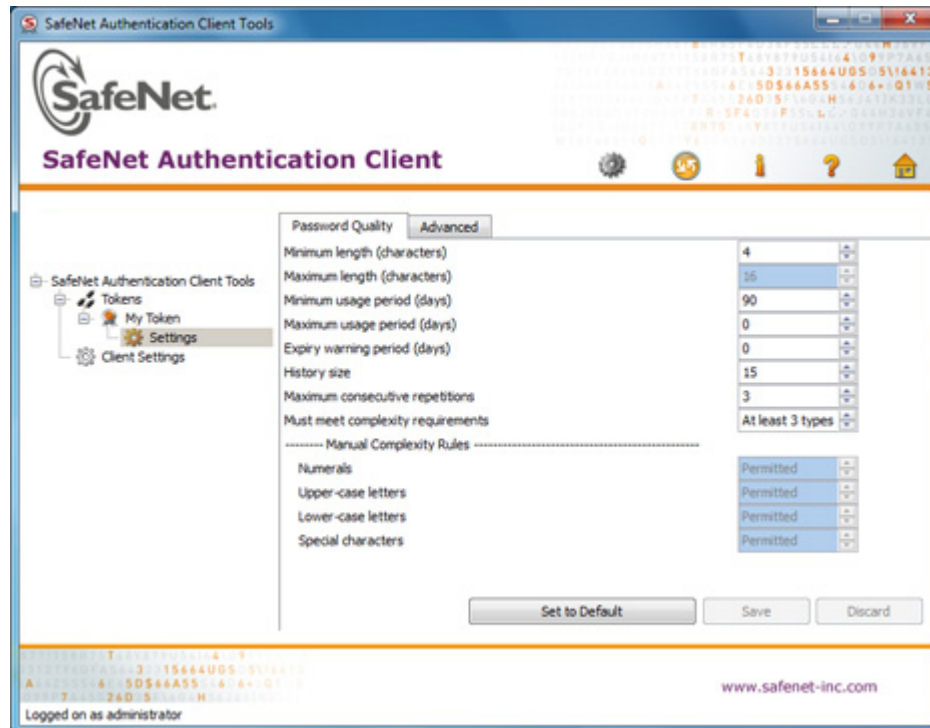 SafeNet Authentication Client Tools
SafeNet.
SafeNet Authentication Client
Password Quality
Advanced
SafeNet Authentication Client Tools
Tokens
My Token
Settings
Client Settings
Minimum length (characters) 4
Maximum length (characters) 16
Minimum usage period (days) 90
Maximum usage period (days) 0
Expiry warning period (days) 0
History size 15
Maximum consecutive repetitions 3
Must meet complexity requirements At least 3 types
-------- Manual Complexity Rules --------
Numerals Permitted
Upper-case letters Permitted
Lower-case letters Permitted
Special characters Permitted
Set to Default
Save
Discard
www.safenet-inc.com
Logged on as administrator